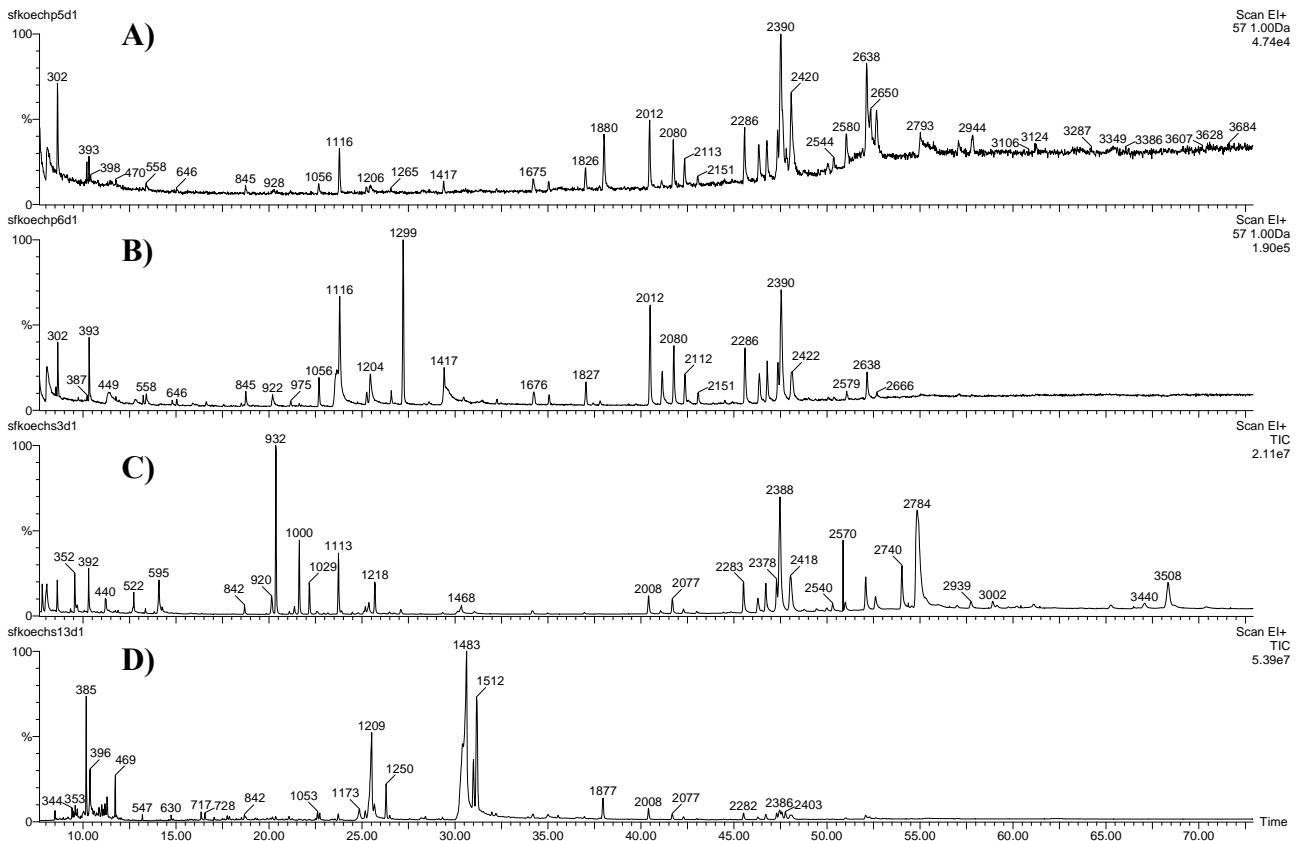 sfkoechp5d1
A)
Scan EI+
57 1.00Da
4.74e4
100
%
0
302 393 398 470 558 646 845 928 1056 1116 1206 1265 1417 1675 1826 1880 2012 2080 2113 2151 2286 2390 2420 2544 2580 2638 2650 2793 2944 3106 3124 3287 3349 3386 3607 3628 3684
sfkoechp6d1
B)
Scan EI+
57 1.00Da
1.90e5
100
%
0
302 387 393 449 558 646 845 922 975 1056 1116 1204 1299 1417 1676 1827 2012 2080 2112 2151 2286 2390 2422 2579 2638 2666
sfkoechs3d1
C)
Scan EI+
TIC
2.11e7
100
%
0
352 392 440 522 595 842 920 932 1000 1029 1113 1218 1468 2008 2077 2283 2378 2388 2418 2540 2570 2740 2784 2939 3002 3440 3508
sfkoechs13d1
D)
Scan EI+
TIC
5.39e7
100
%
0
344 353 385 396 469 547 630 717 728 842 1053 1173 1209 1250 1483 1512 1877 2008 2077 2282 2386 2403
10.00 15.00 20.00 25.00 30.00 35.00 40.00 45.00 50.00 55.00 60.00 65.00 70.00 Time